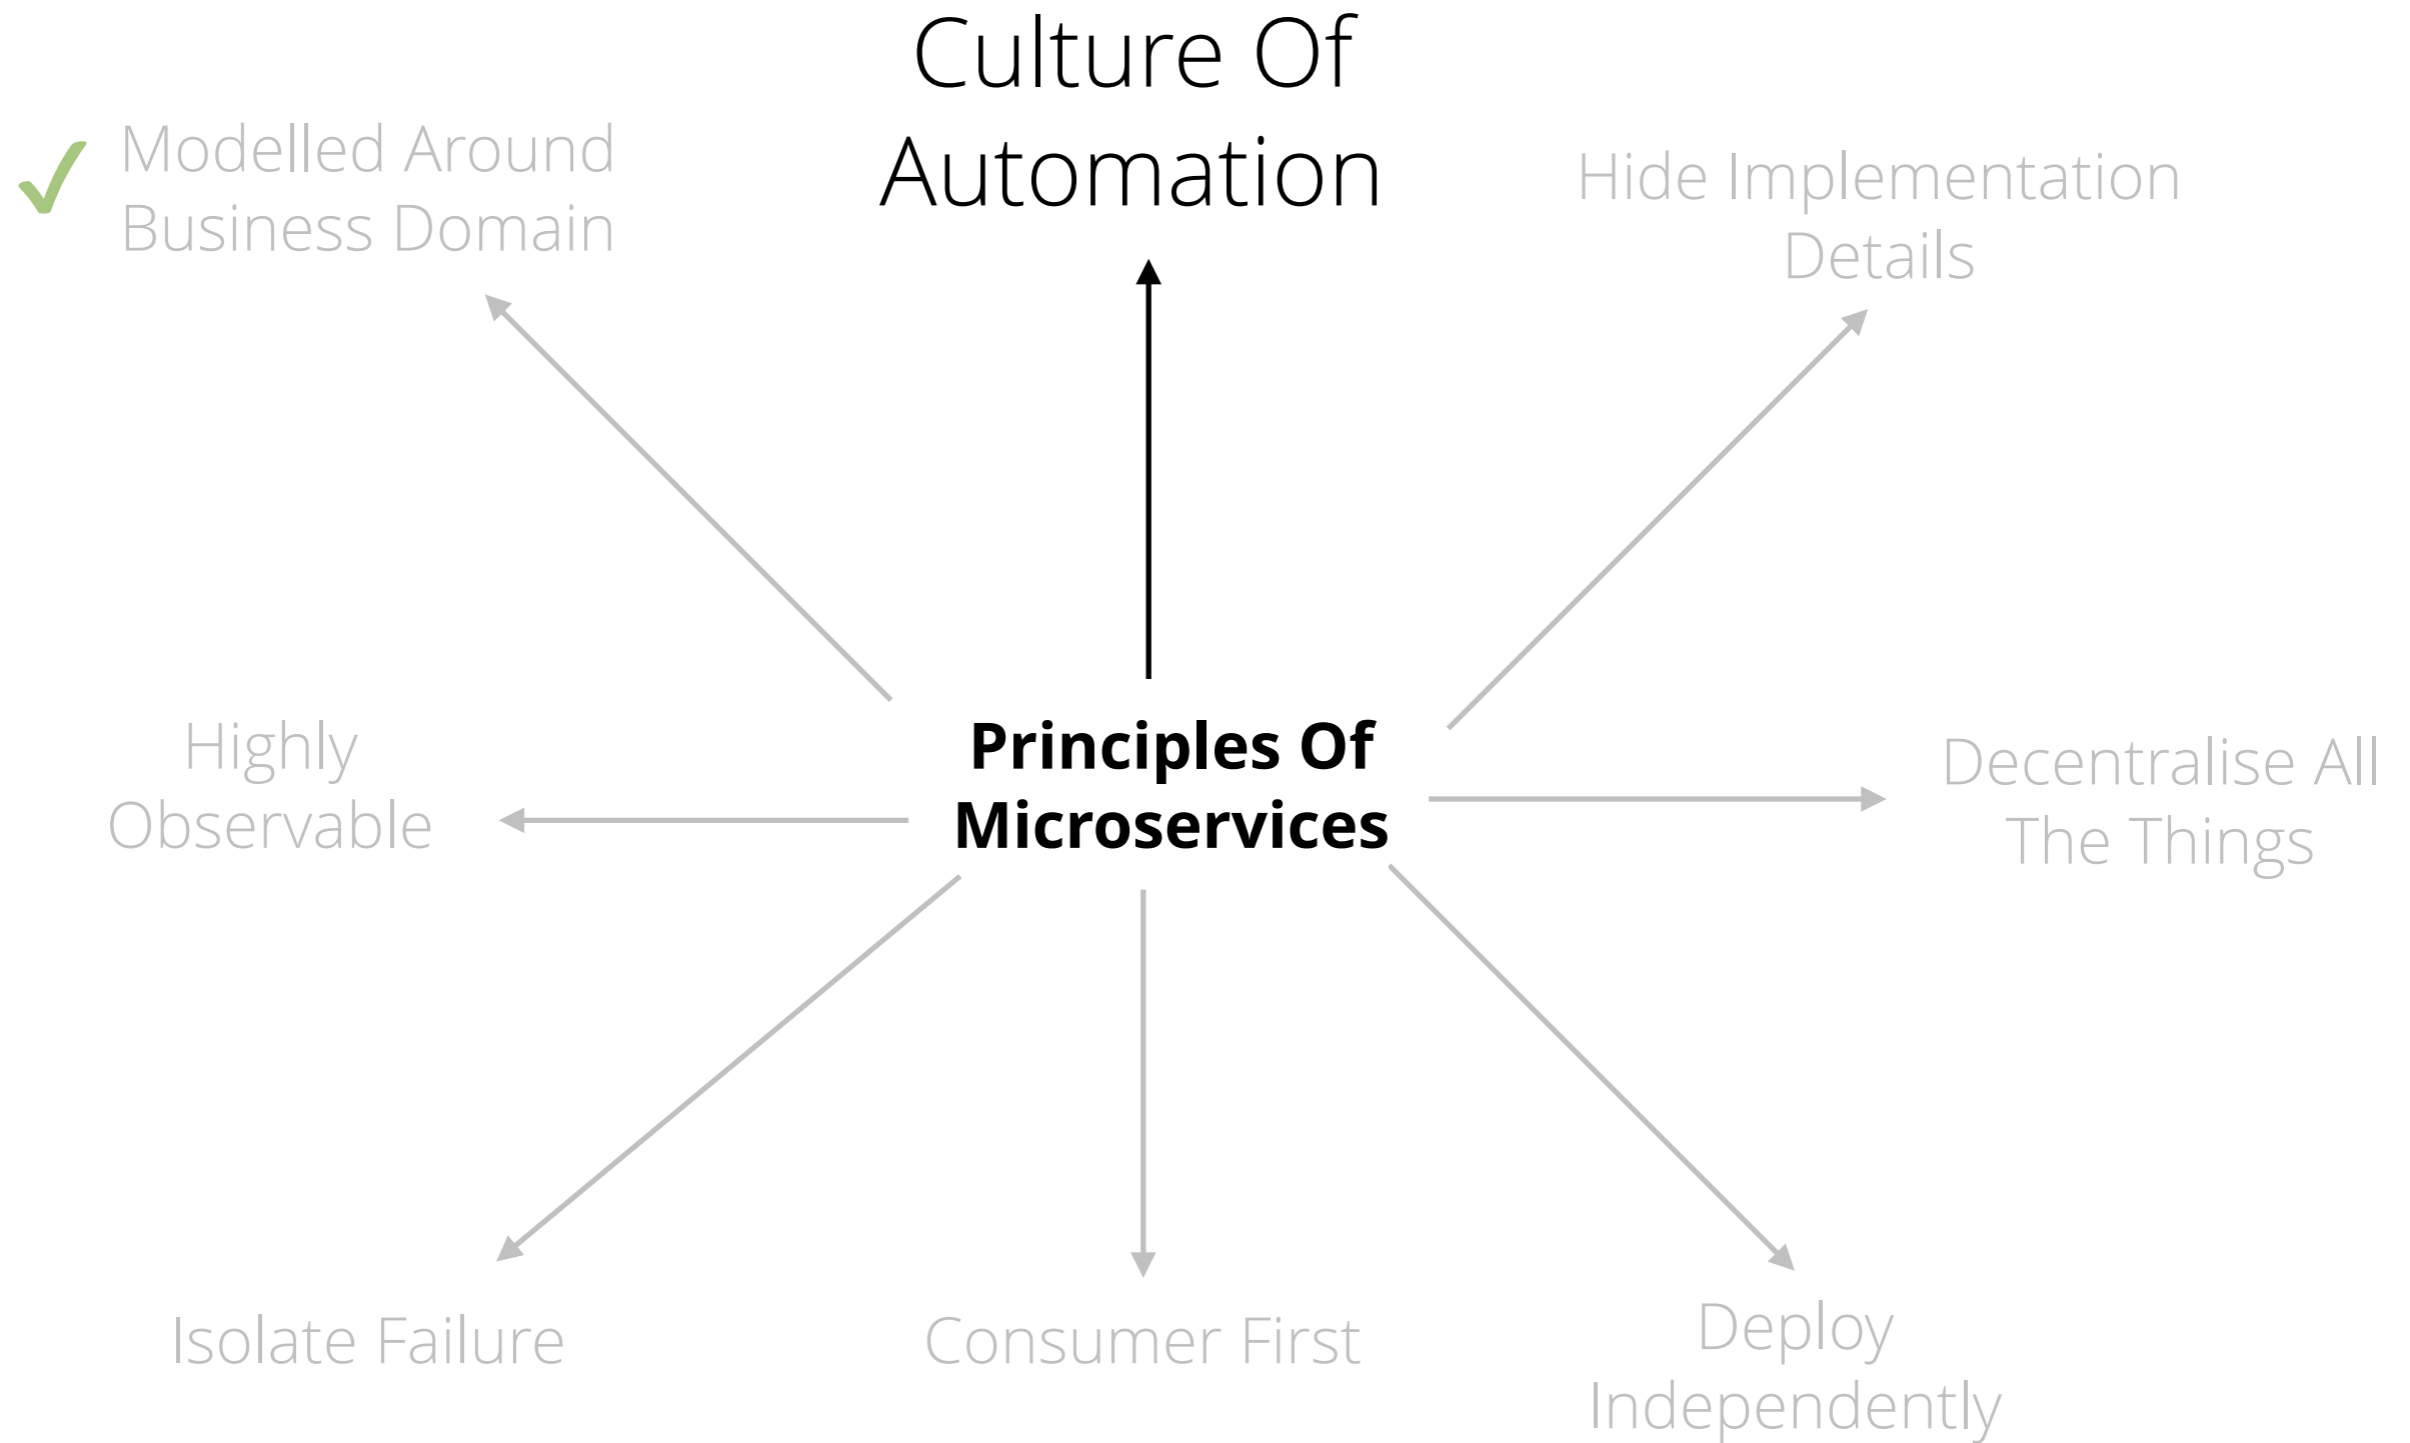 Culture Of
Automation
Modelled Around
Business Domain
Hide Implementation
Details
Highly
Observable
Principles Of
Microservices
Decentralise All
The Things
Isolate Failure
Consumer First
Deploy
Independently